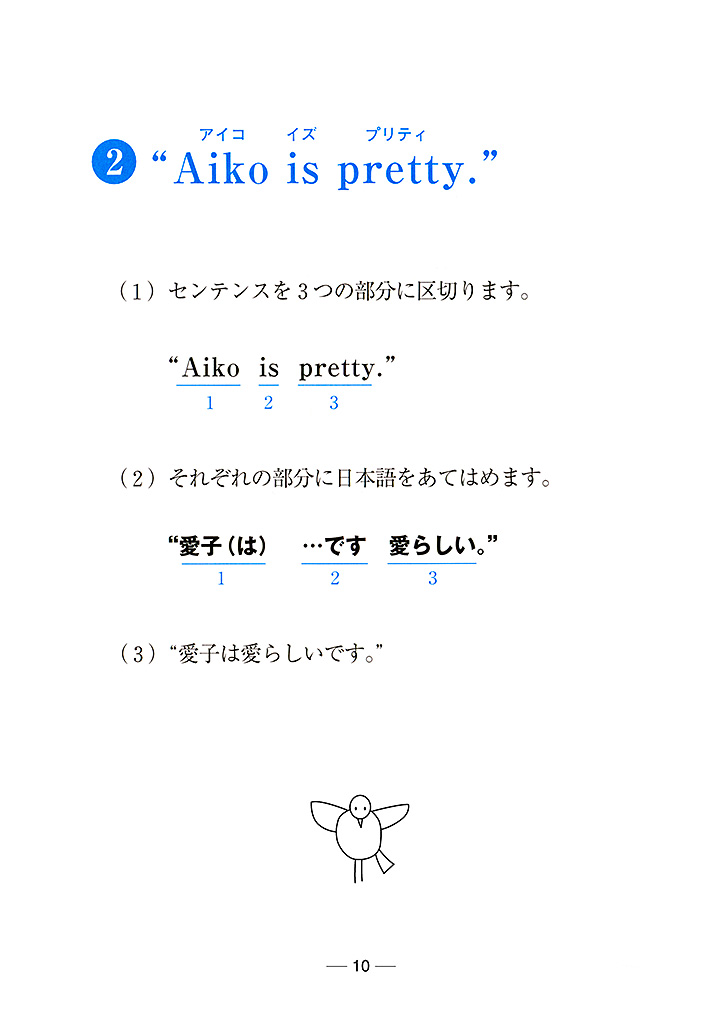 アイコ イズ プリティ
2 “Aiko is pretty.”
(1) センテンスを3つの部分に区切ります。
“Aiko is pretty.”
1 2 3
(2) それぞれの部分に日本語をあてはめます。
“愛子(は) …です 愛らしい。”
1 2 3
(3) “愛子は愛らしいです。”
— 10 —